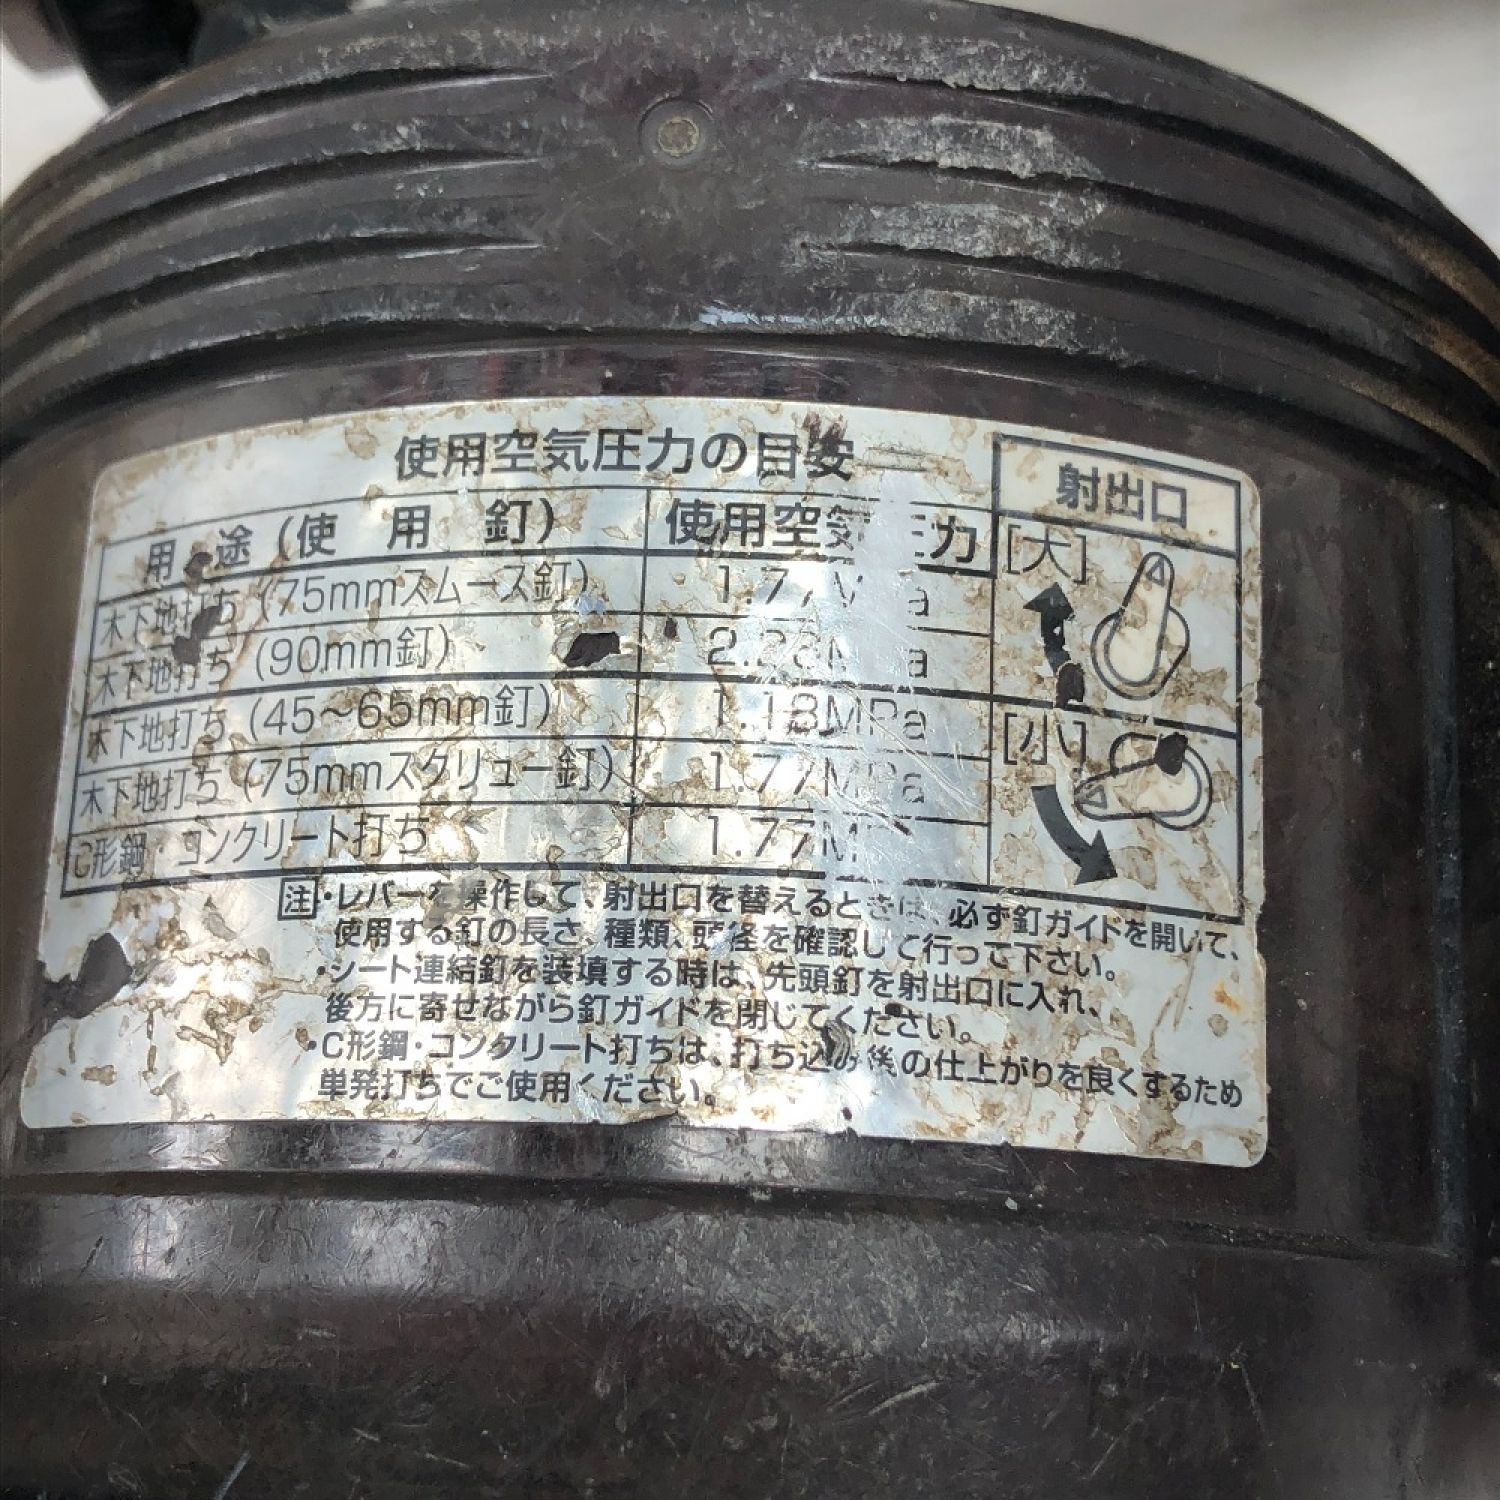 使用空気圧力の目安
用途(使用釘) 使用空気圧力
木下地打ち(75mmスムース釘) 1.77MPa
木下地打ち(90mm釘)
木下地打ち(45~65mm釘) 1.18MPa
木下地打ち(75mmスクリュー釘) 1.77MPa
C形鋼・コンクリート打ち 1.77MPa
射出口
[大]
[小]
注・レバーを操作して、射出口を替えるときは、必ず釘ガイドを開いて、
使用する釘の長さ、種類、頭径を確認して行って下さい。
・シート連結釘を装填する時は、先頭釘を射出口に入れ、
後方に寄せながら釘ガイドを閉じてください。
・C形鋼・コンクリート打ちは、打ち込み後の仕上がりを良くするため
単発打ちでご使用ください。